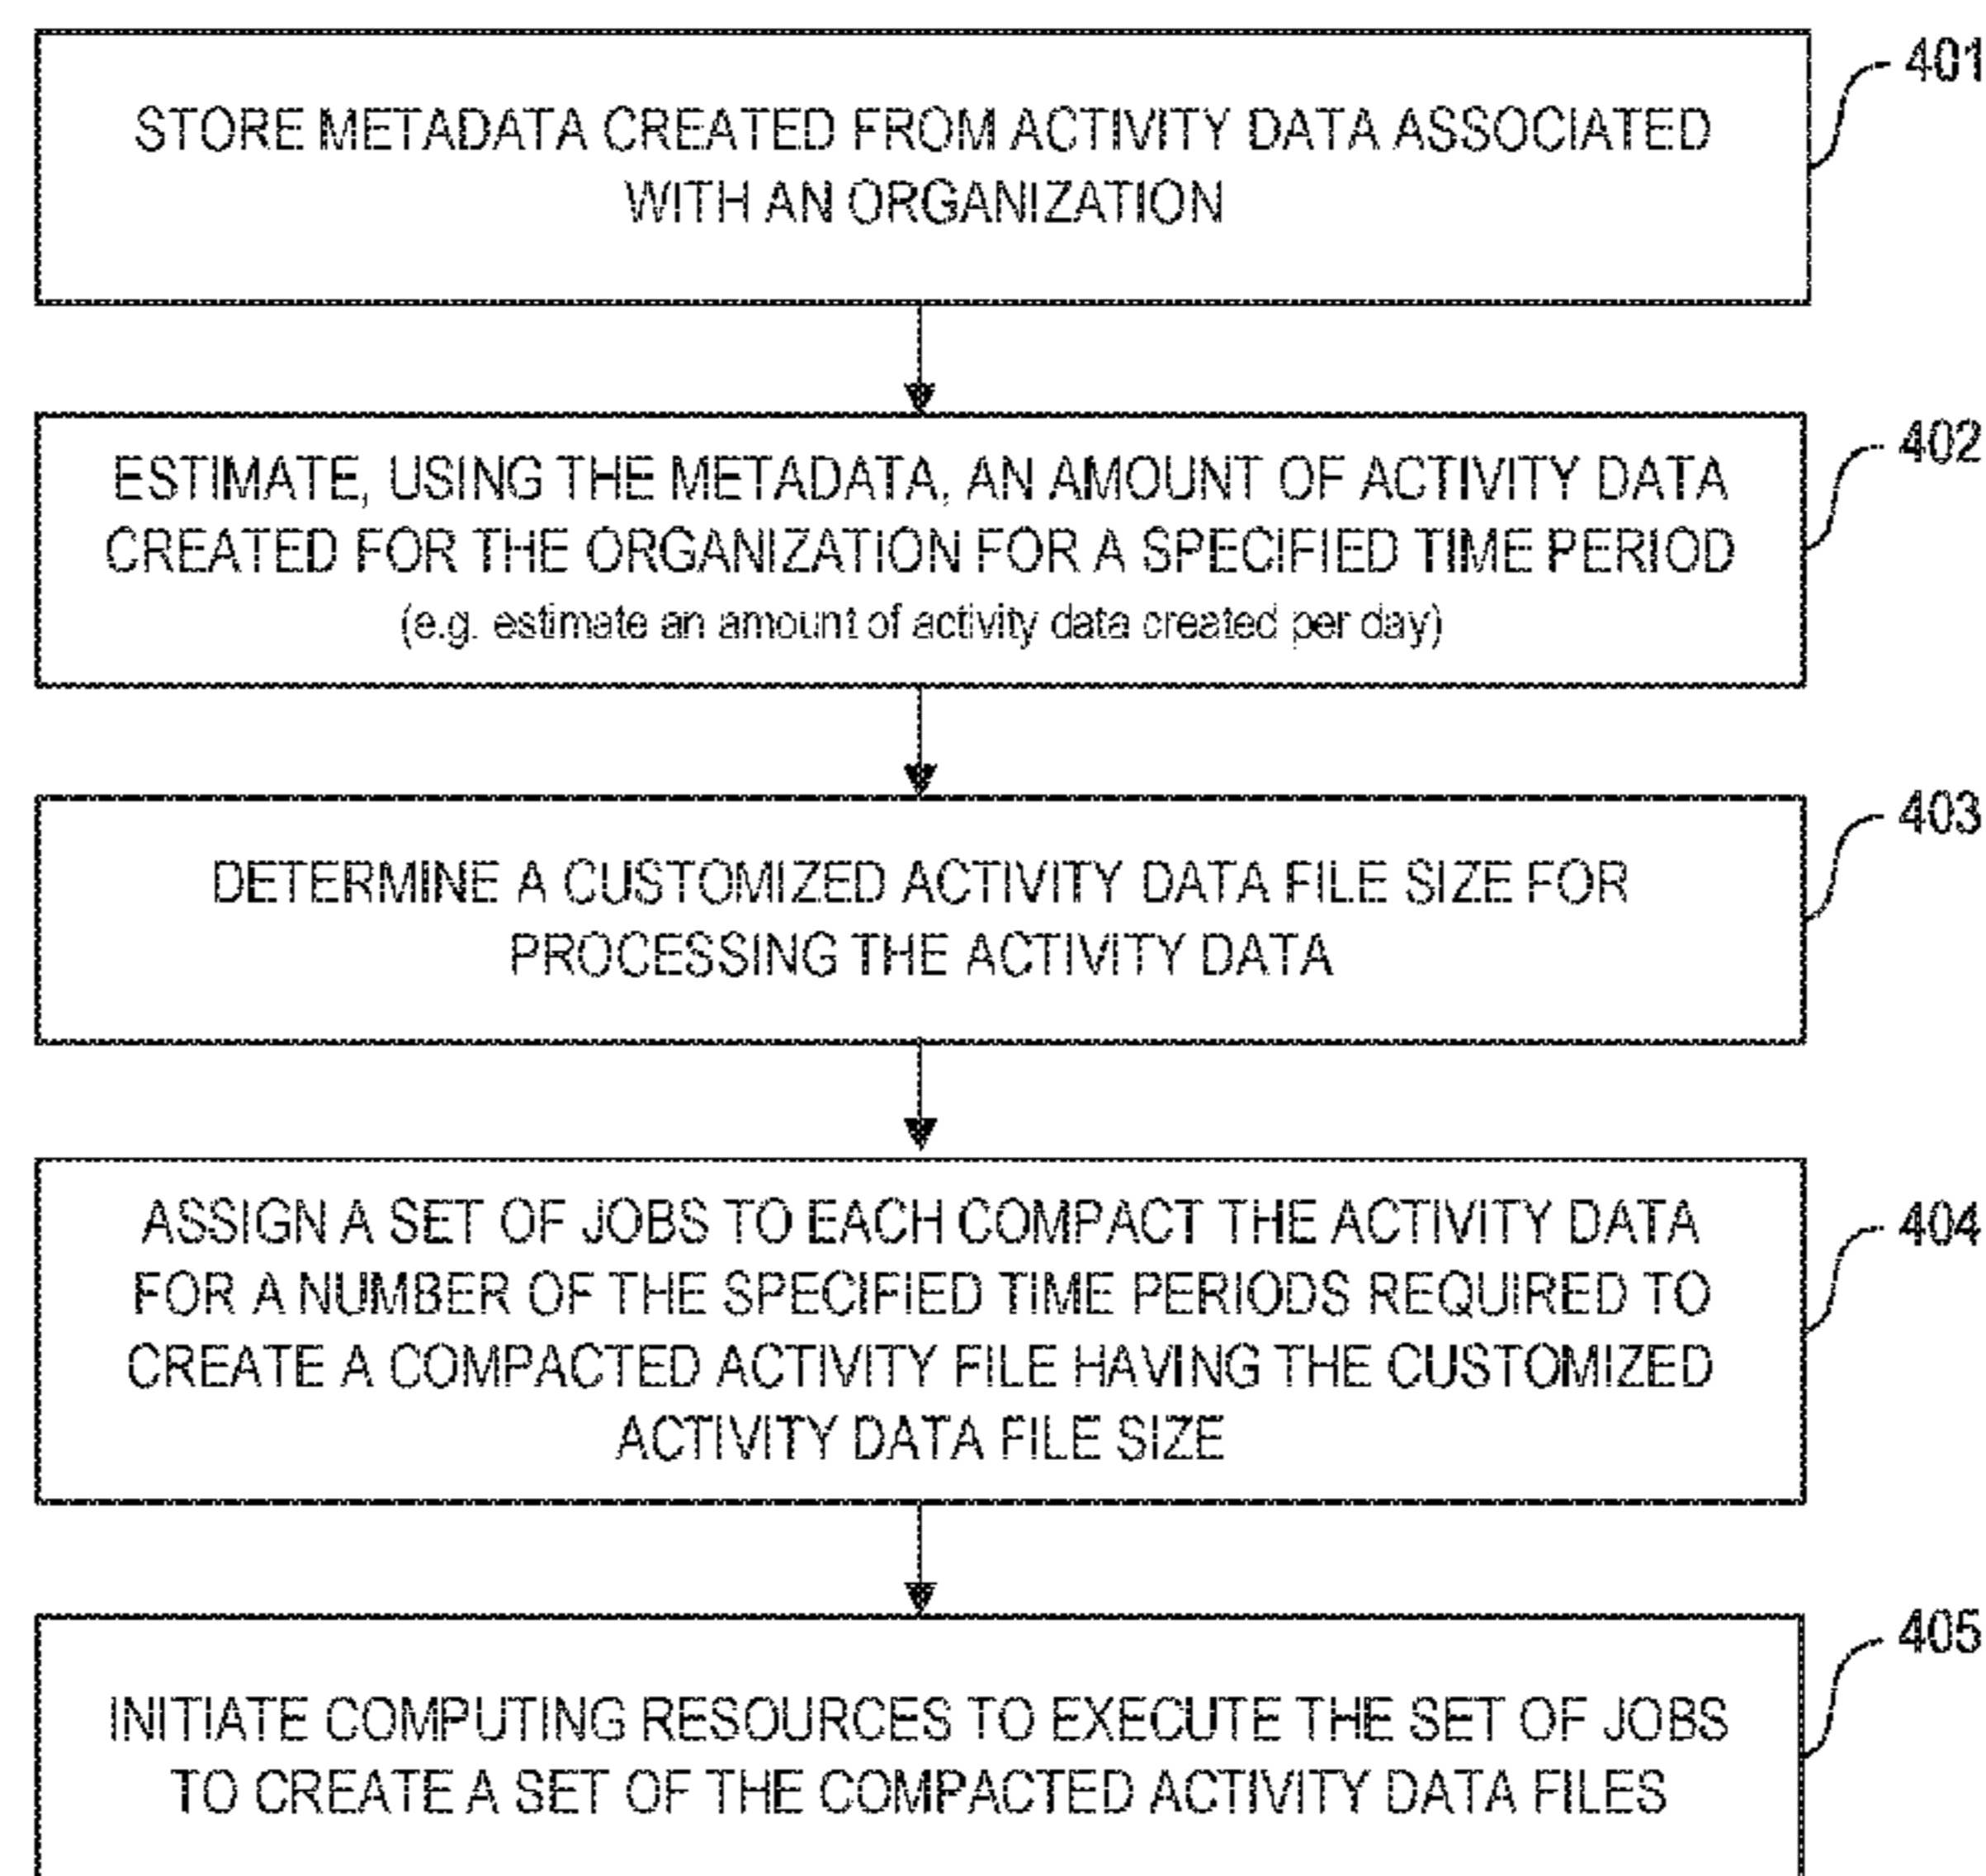 STORE METADATA CREATED FROM ACTIVITY DATA ASSOCIATED
WITH AN ORGANIZATION
401
ESTIMATE, USING THE METADATA, AN AMOUNT OF ACTIVITY DATA
CREATED FOR THE ORGANIZATION FOR A SPECIFIED TIME PERIOD
(e.g. estimate an amount of activity data created per day)
402
DETERMINE A CUSTOMIZED ACTIVITY DATA FILE SIZE FOR
PROCESSING THE ACTIVITY DATA
403
ASSIGN A SET OF JOBS TO EACH COMPACT THE ACTIVITY DATA
FOR A NUMBER OF THE SPECIFIED TIME PERIODS REQUIRED TO
CREATE A COMPACTED ACTIVITY FILE HAVING THE CUSTOMIZED
ACTIVITY DATA FILE SIZE
404
INITIATE COMPUTING RESOURCES TO EXECUTE THE SET OF JOBS
TO CREATE A SET OF THE COMPACTED ACTIVITY DATA FILES
405